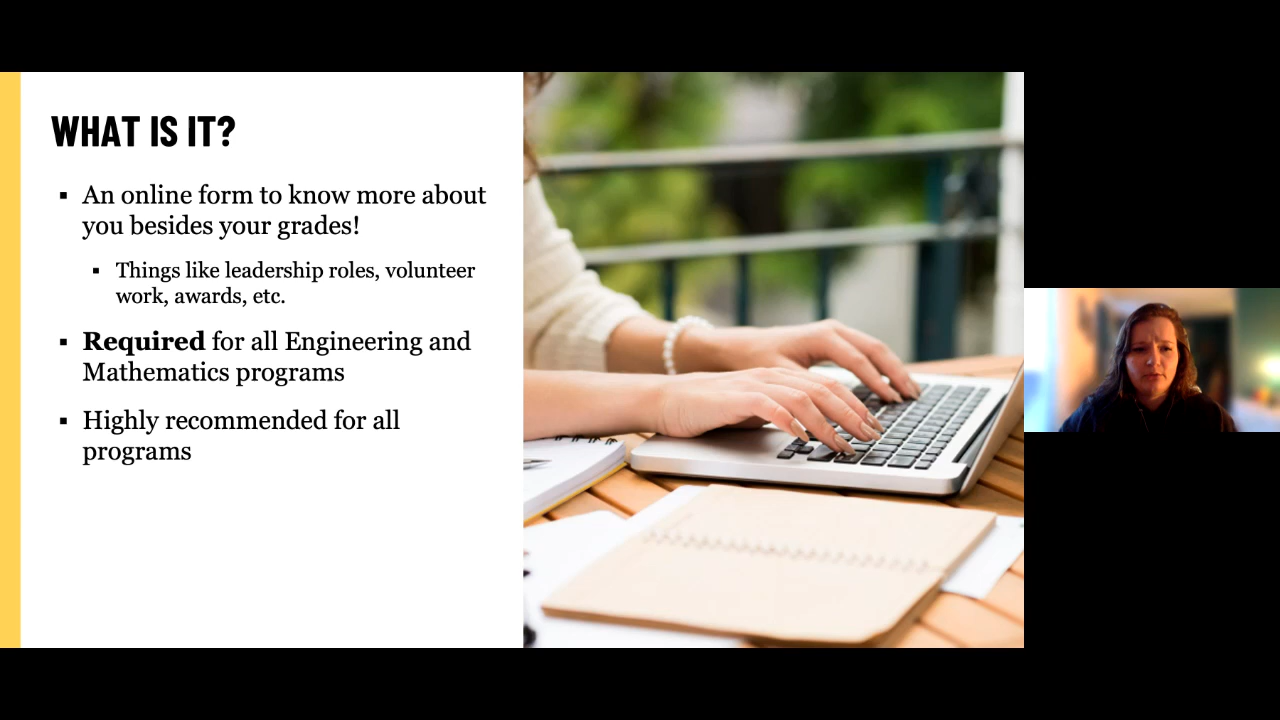 WHAT IS IT?
▪ An online form to know more about
you besides your grades!
▪ Things like leadership roles, volunteer
work, awards, etc.
▪ Required for all Engineering and
Mathematics programs
▪ Highly recommended for all
programs